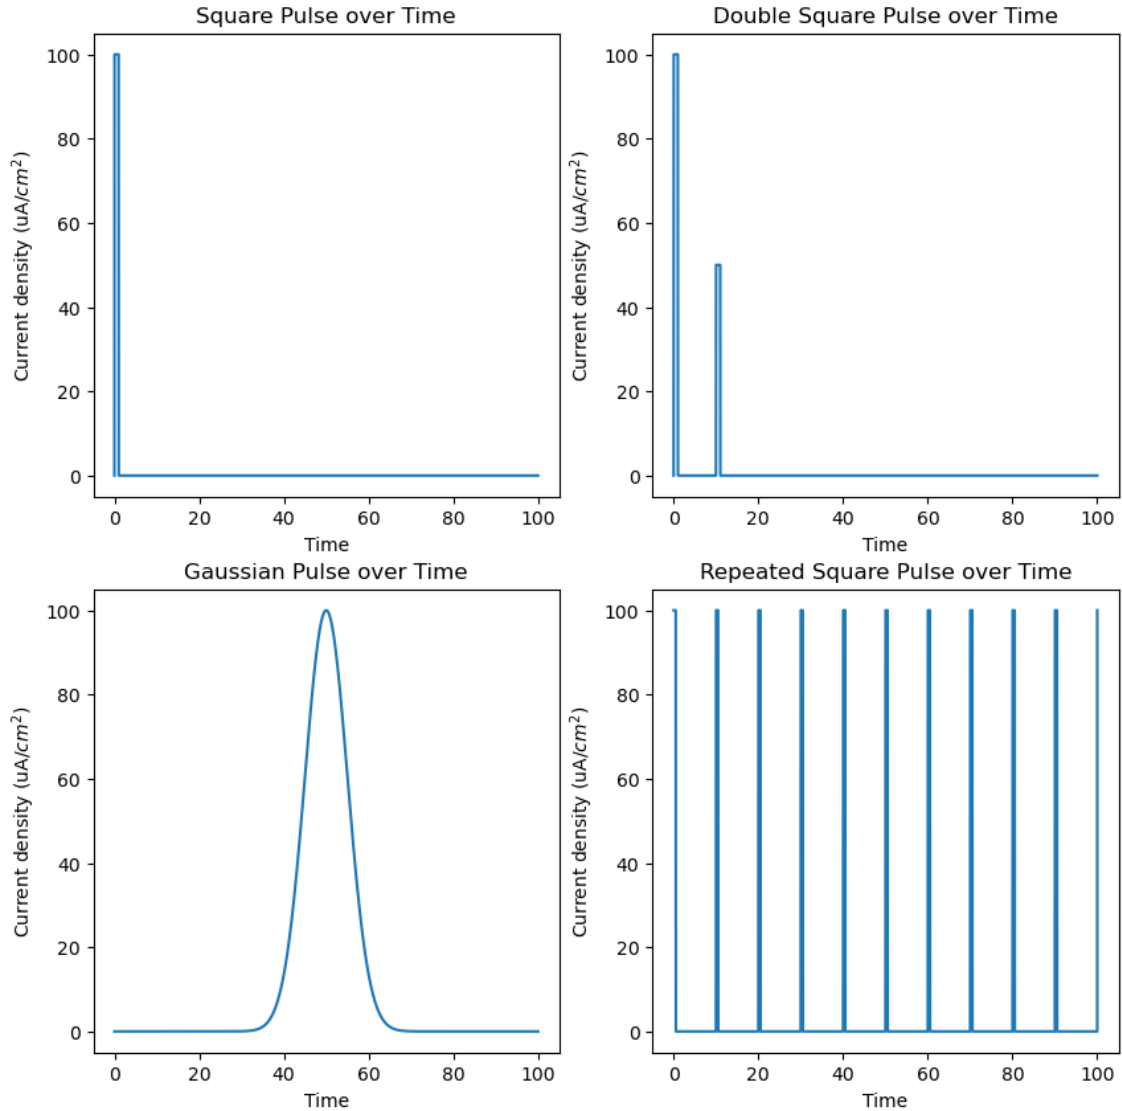 Square Pulse over Time
100
80
60
40
20
0
Current density (uA/cm²)
0 20 40 60 80 100
Time
Double Square Pulse over Time
100
80
60
40
20
0
Current density (uA/cm²)
0 20 40 60 80 100
Time
Gaussian Pulse over Time
100
80
60
40
20
0
Current density (uA/cm²)
0 20 40 60 80 100
Time
Repeated Square Pulse over Time
100
80
60
40
20
0
Current density (uA/cm²)
0 20 40 60 80 100
Time